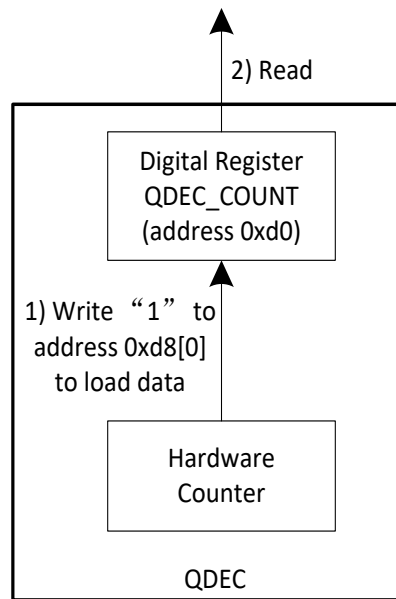 2) Read
Digital Register
QDEC_COUNT
(address 0xd0)
1) Write “1” to
address 0xd8[0]
to load data
Hardware
Counter
QDEC